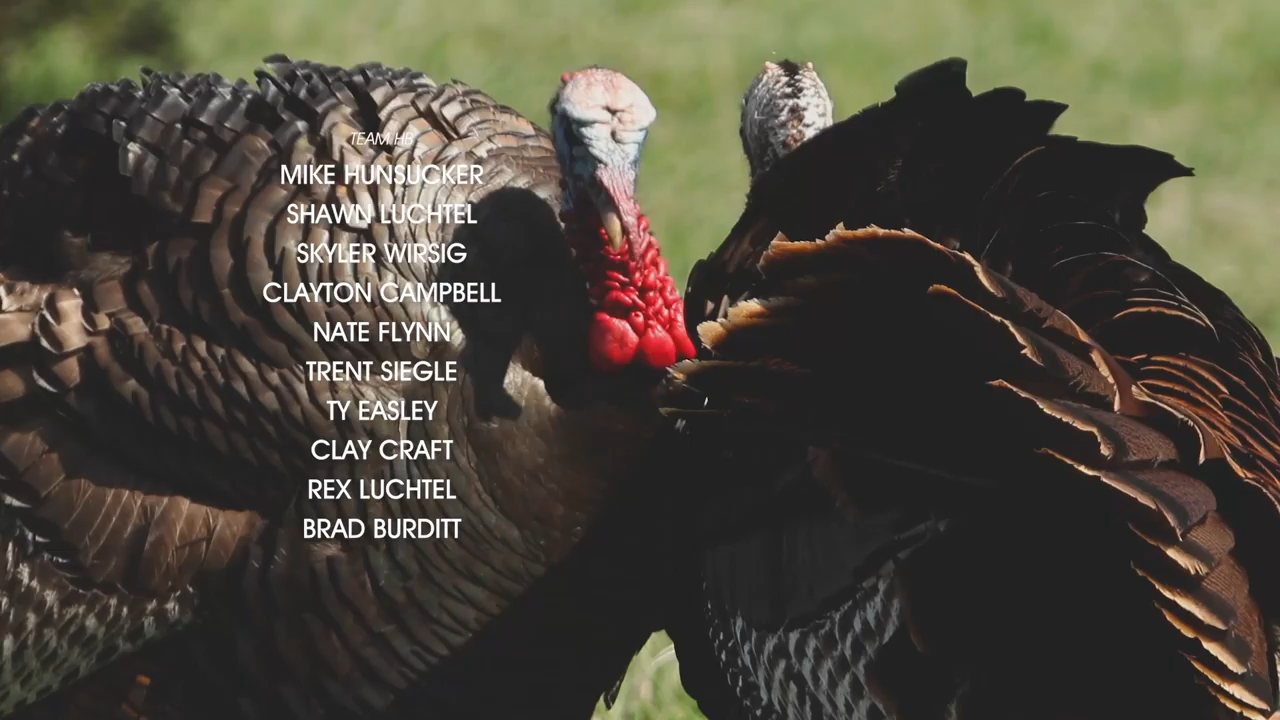 TEAM HB
MIKE HUNSUCKER
SHAWN LUCHTEL
SKYLER WIRSIG
CLAYTON CAMPBELL
NATE FLYNN
TRENT SIEGLE
TY EASLEY
CLAY CRAFT
REX LUCHTEL
BRAD BURDITT